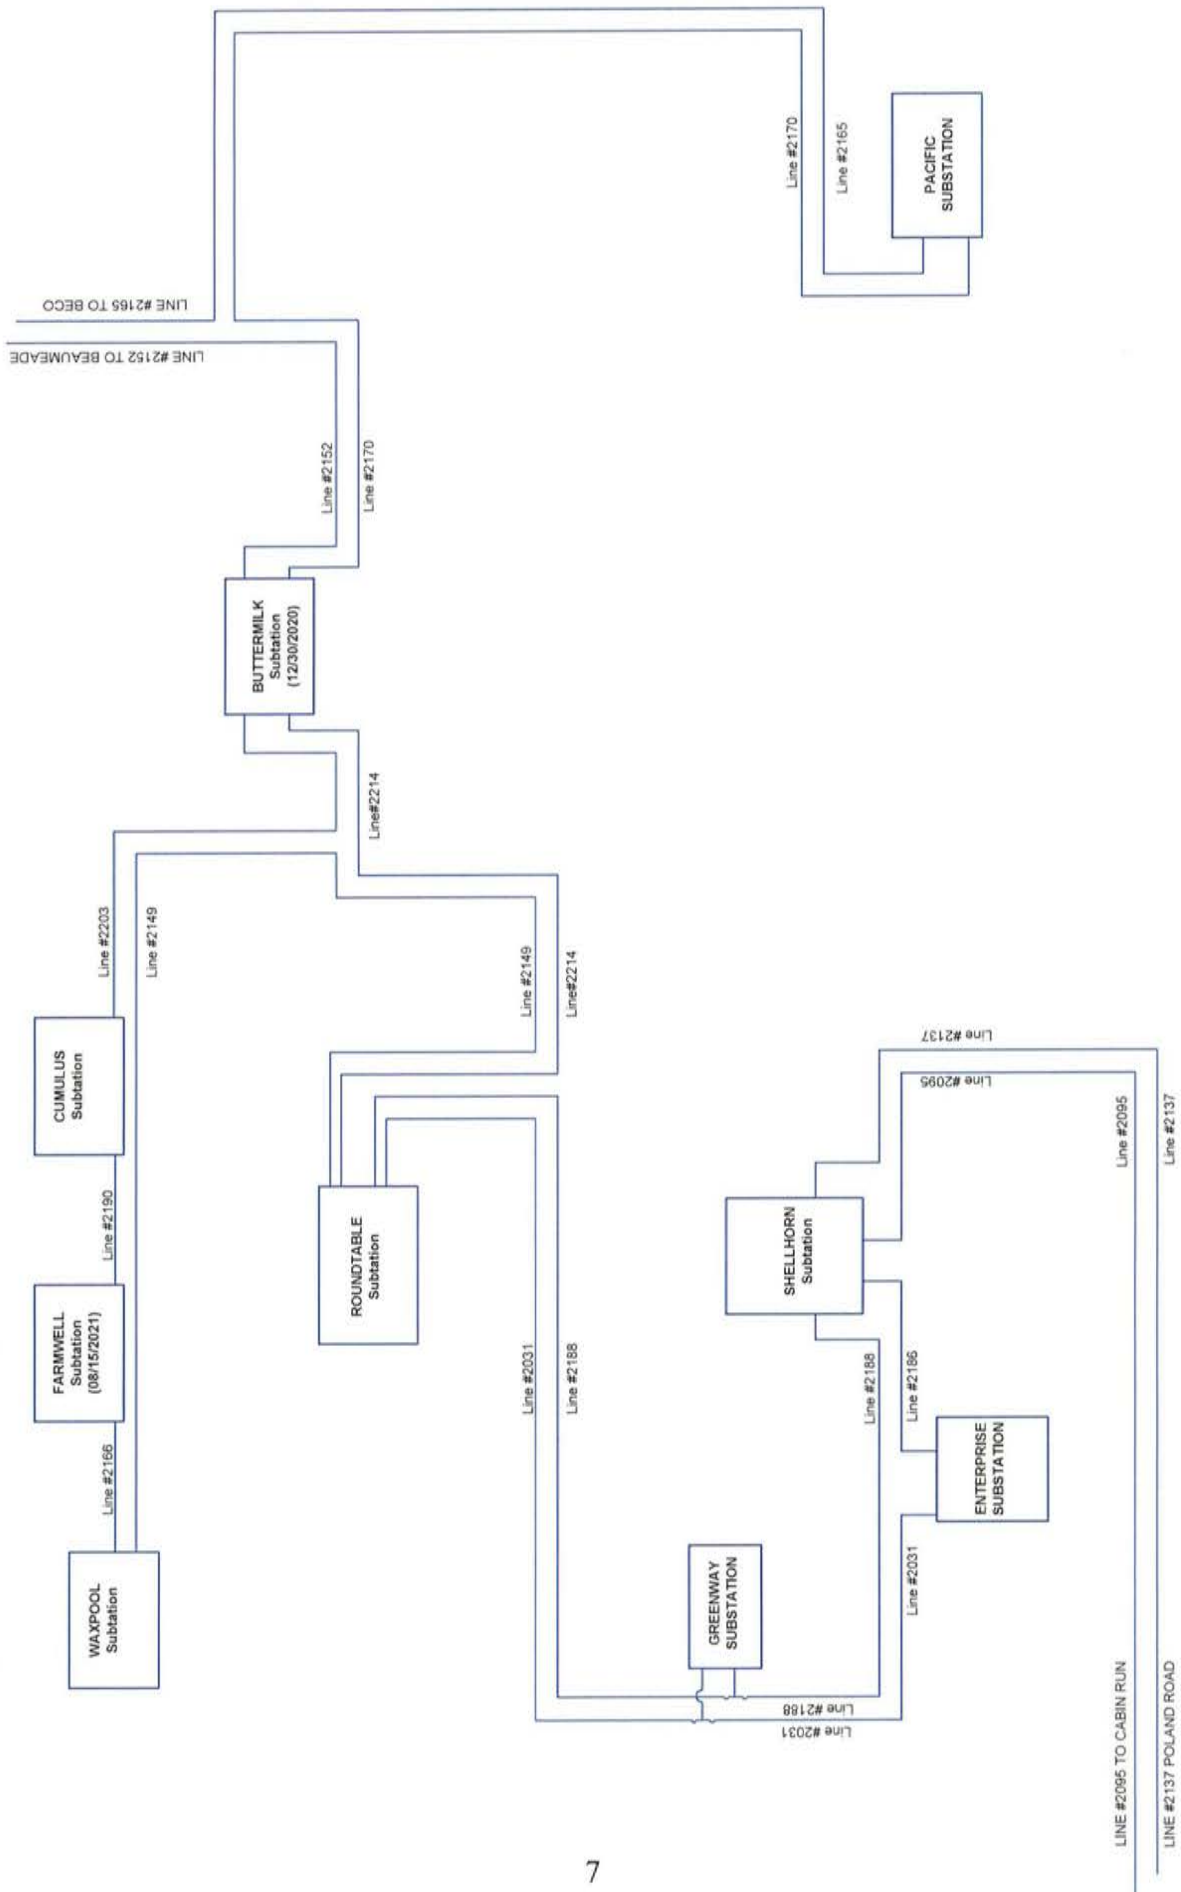 LINE #2165 TO BECO
LINE #2152 TO BEAUMEADE
Line #2170
Line #2165
PACIFIC
SUBSTATION
Line #2152
Line #2170
BUTTERMILK
Subtation
(12/30/2020)
Line#2214
Line #2203
Line #2149
Line #2149
Line#2214
CUMULUS
Subtation
Line #2190
FARMWELL
Subtation
(08/15/2021)
Line #2166
WAXPOOL
Subtation
ROUNDTABLE
Subtation
Line #2031
Line #2188
Line #2137
Line #2095
Line #2095
Line #2137
SHELLHORN
Subtation
Line #2188
Line #2186
ENTERPRISE
SUBSTATION
Line #2031
GREENWAY
SUBSTATION
Line #2188
Line #2031
LINE #2095 TO CABIN RUN
LINE #2137 POLAND ROAD
7